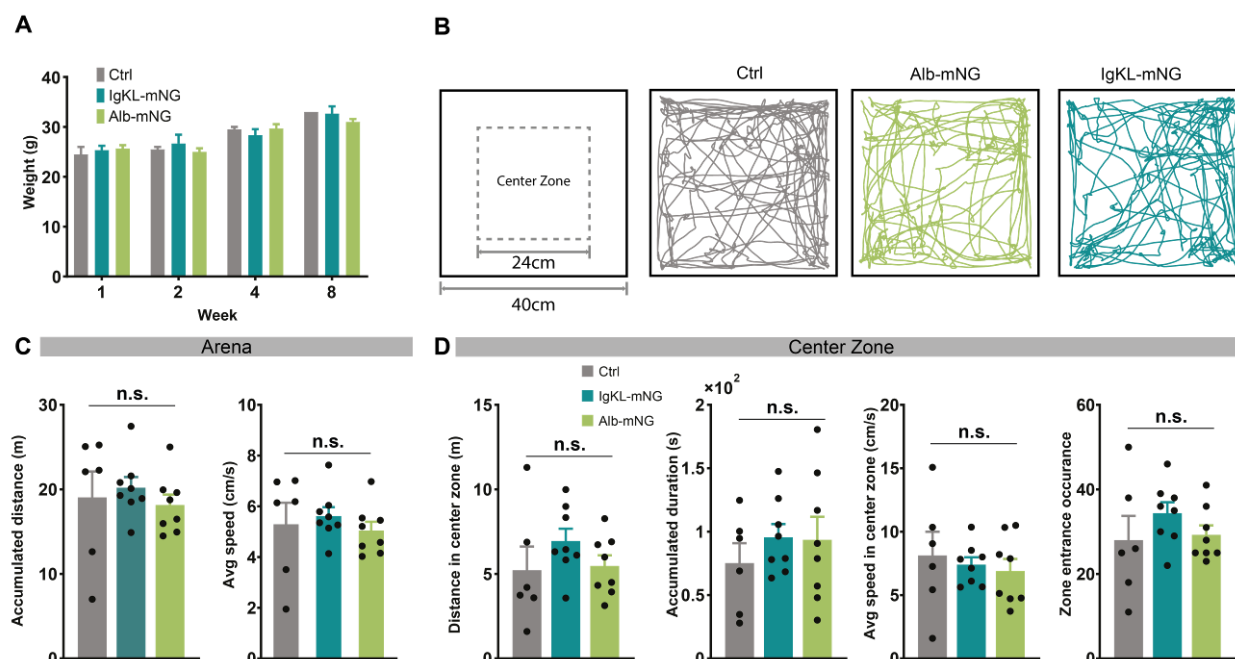 A
Ctrl
IgKL-mNG
Alb-mNG
40
30
20
10
0
Weight (g)
1 2 4 8
Week
B
Ctrl Alb-mNG IgKL-mNG
Center Zone
24cm
40cm
C
Arena
n.s.
30
20
10
0
Accumulated distance (m)
n.s.
10
8
6
4
2
0
Avg speed (cm/s)
D
Center Zone
Ctrl
IgKL-mNG
Alb-mNG
n.s.
15
10
5
0
Distance in center zone (m)
×10²
n.s.
2
1.5
1
0.5
0
Accumulated duration (s)
n.s.
20
15
10
5
0
Avg speed in center zone (cm/s)
n.s.
60
40
20
0
Zone entrance occurance